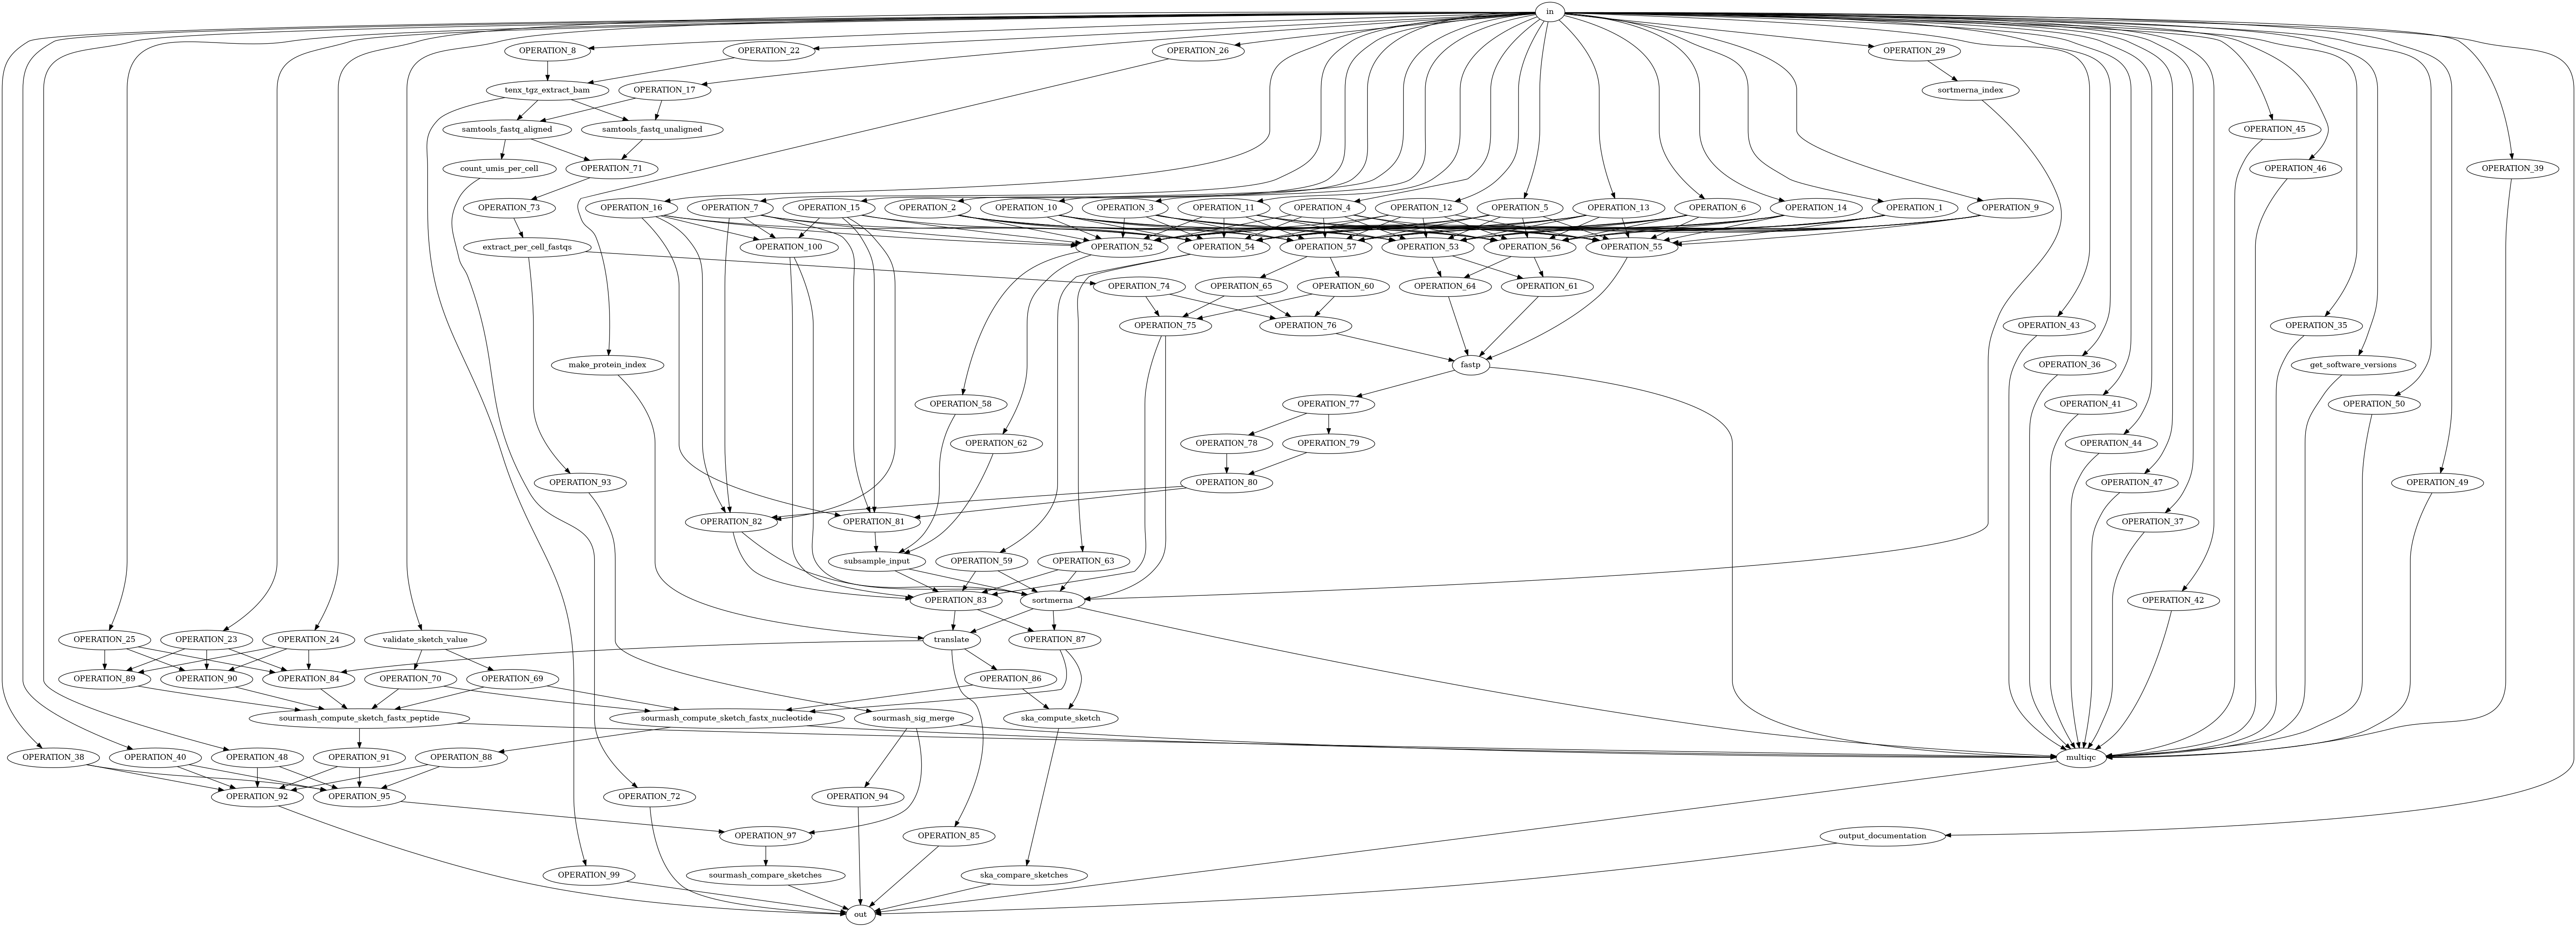 in
OPERATION_8
OPERATION_22
OPERATION_26
OPERATION_29
tenx_tgz_extract_bam
OPERATION_17
sortmerna_index
samtools_fastq_aligned
samtools_fastq_unaligned
OPERATION_45
count_umis_per_cell
OPERATION_71
OPERATION_46
OPERATION_39
OPERATION_73
OPERATION_16
OPERATION_7
OPERATION_15
OPERATION_2
OPERATION_10
OPERATION_3
OPERATION_11
OPERATION_4
OPERATION_12
OPERATION_5
OPERATION_13
OPERATION_6
OPERATION_14
OPERATION_1
OPERATION_9
extract_per_cell_fastqs
OPERATION_100
OPERATION_52
OPERATION_54
OPERATION_57
OPERATION_53
OPERATION_56
OPERATION_55
OPERATION_74
OPERATION_65
OPERATION_60
OPERATION_64
OPERATION_61
OPERATION_75
OPERATION_76
OPERATION_43
OPERATION_35
make_protein_index
fastp
OPERATION_36
get_software_versions
OPERATION_58
OPERATION_77
OPERATION_41
OPERATION_50
OPERATION_62
OPERATION_78
OPERATION_79
OPERATION_44
OPERATION_93
OPERATION_80
OPERATION_47
OPERATION_49
OPERATION_82
OPERATION_81
OPERATION_37
subsample_input
OPERATION_59
OPERATION_63
OPERATION_83
sortmerna
OPERATION_42
OPERATION_25
OPERATION_23
OPERATION_24
validate_sketch_value
translate
OPERATION_87
OPERATION_89
OPERATION_90
OPERATION_84
OPERATION_70
OPERATION_69
OPERATION_86
sourmash_compute_sketch_fastx_peptide
sourmash_compute_sketch_fastx_nucleotide
sourmash_sig_merge
ska_compute_sketch
OPERATION_38
OPERATION_40
OPERATION_48
OPERATION_91
OPERATION_88
multiqc
OPERATION_92
OPERATION_95
OPERATION_72
OPERATION_94
OPERATION_97
OPERATION_85
output_documentation
OPERATION_99
sourmash_compare_sketches
ska_compare_sketches
out